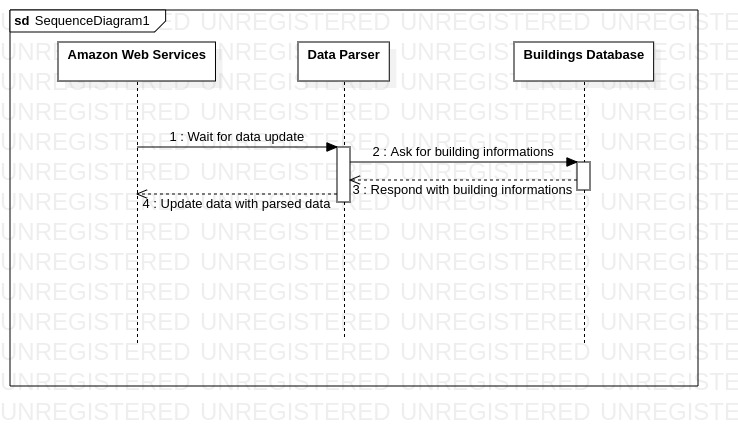 sd SequenceDiagram1
Amazon Web Services
Data Parser
Buildings Database
1 : Wait for data update
2 : Ask for building informations
3 : Respond with building informations
4 : Update data with parsed data
UNREGISTERED UNREGISTERED UNREGISTERED UNREGISTE
UNREGISTERED UNREGISTERED UNREGISTERED UNREGISTE
UNREGISTERED UNREGISTERED UNREGISTERED UNREGISTE
UNREGISTERED UNREGISTERED UNREGISTERED UNREGISTE
UNREGISTERED UNREGISTERED UNREGISTERED UNREGISTE
UNREGISTERED UNREGISTERED UNREGISTERED UNREGISTE
UNREGISTERED UNREGISTERED UNREGISTERED UNREGISTE
UNREGISTERED UNREGISTERED UNREGISTERED UNREGISTE
UNREGISTERED UNREGISTERED UNREGISTERED UNREGISTE
UNREGISTERED UNREGISTERED UNREGISTERED UNREGISTE
UNREGISTERED UNREGISTERED UNREGISTERED UNREGISTE
UNREGISTERED UNREGISTERED UNREGISTERED UNREGISTE
UNREGISTERED UNREGISTERED UNREGISTERED UNREGISTE
UNREGISTERED UNREGISTERED UNREGISTERED UNREGISTE